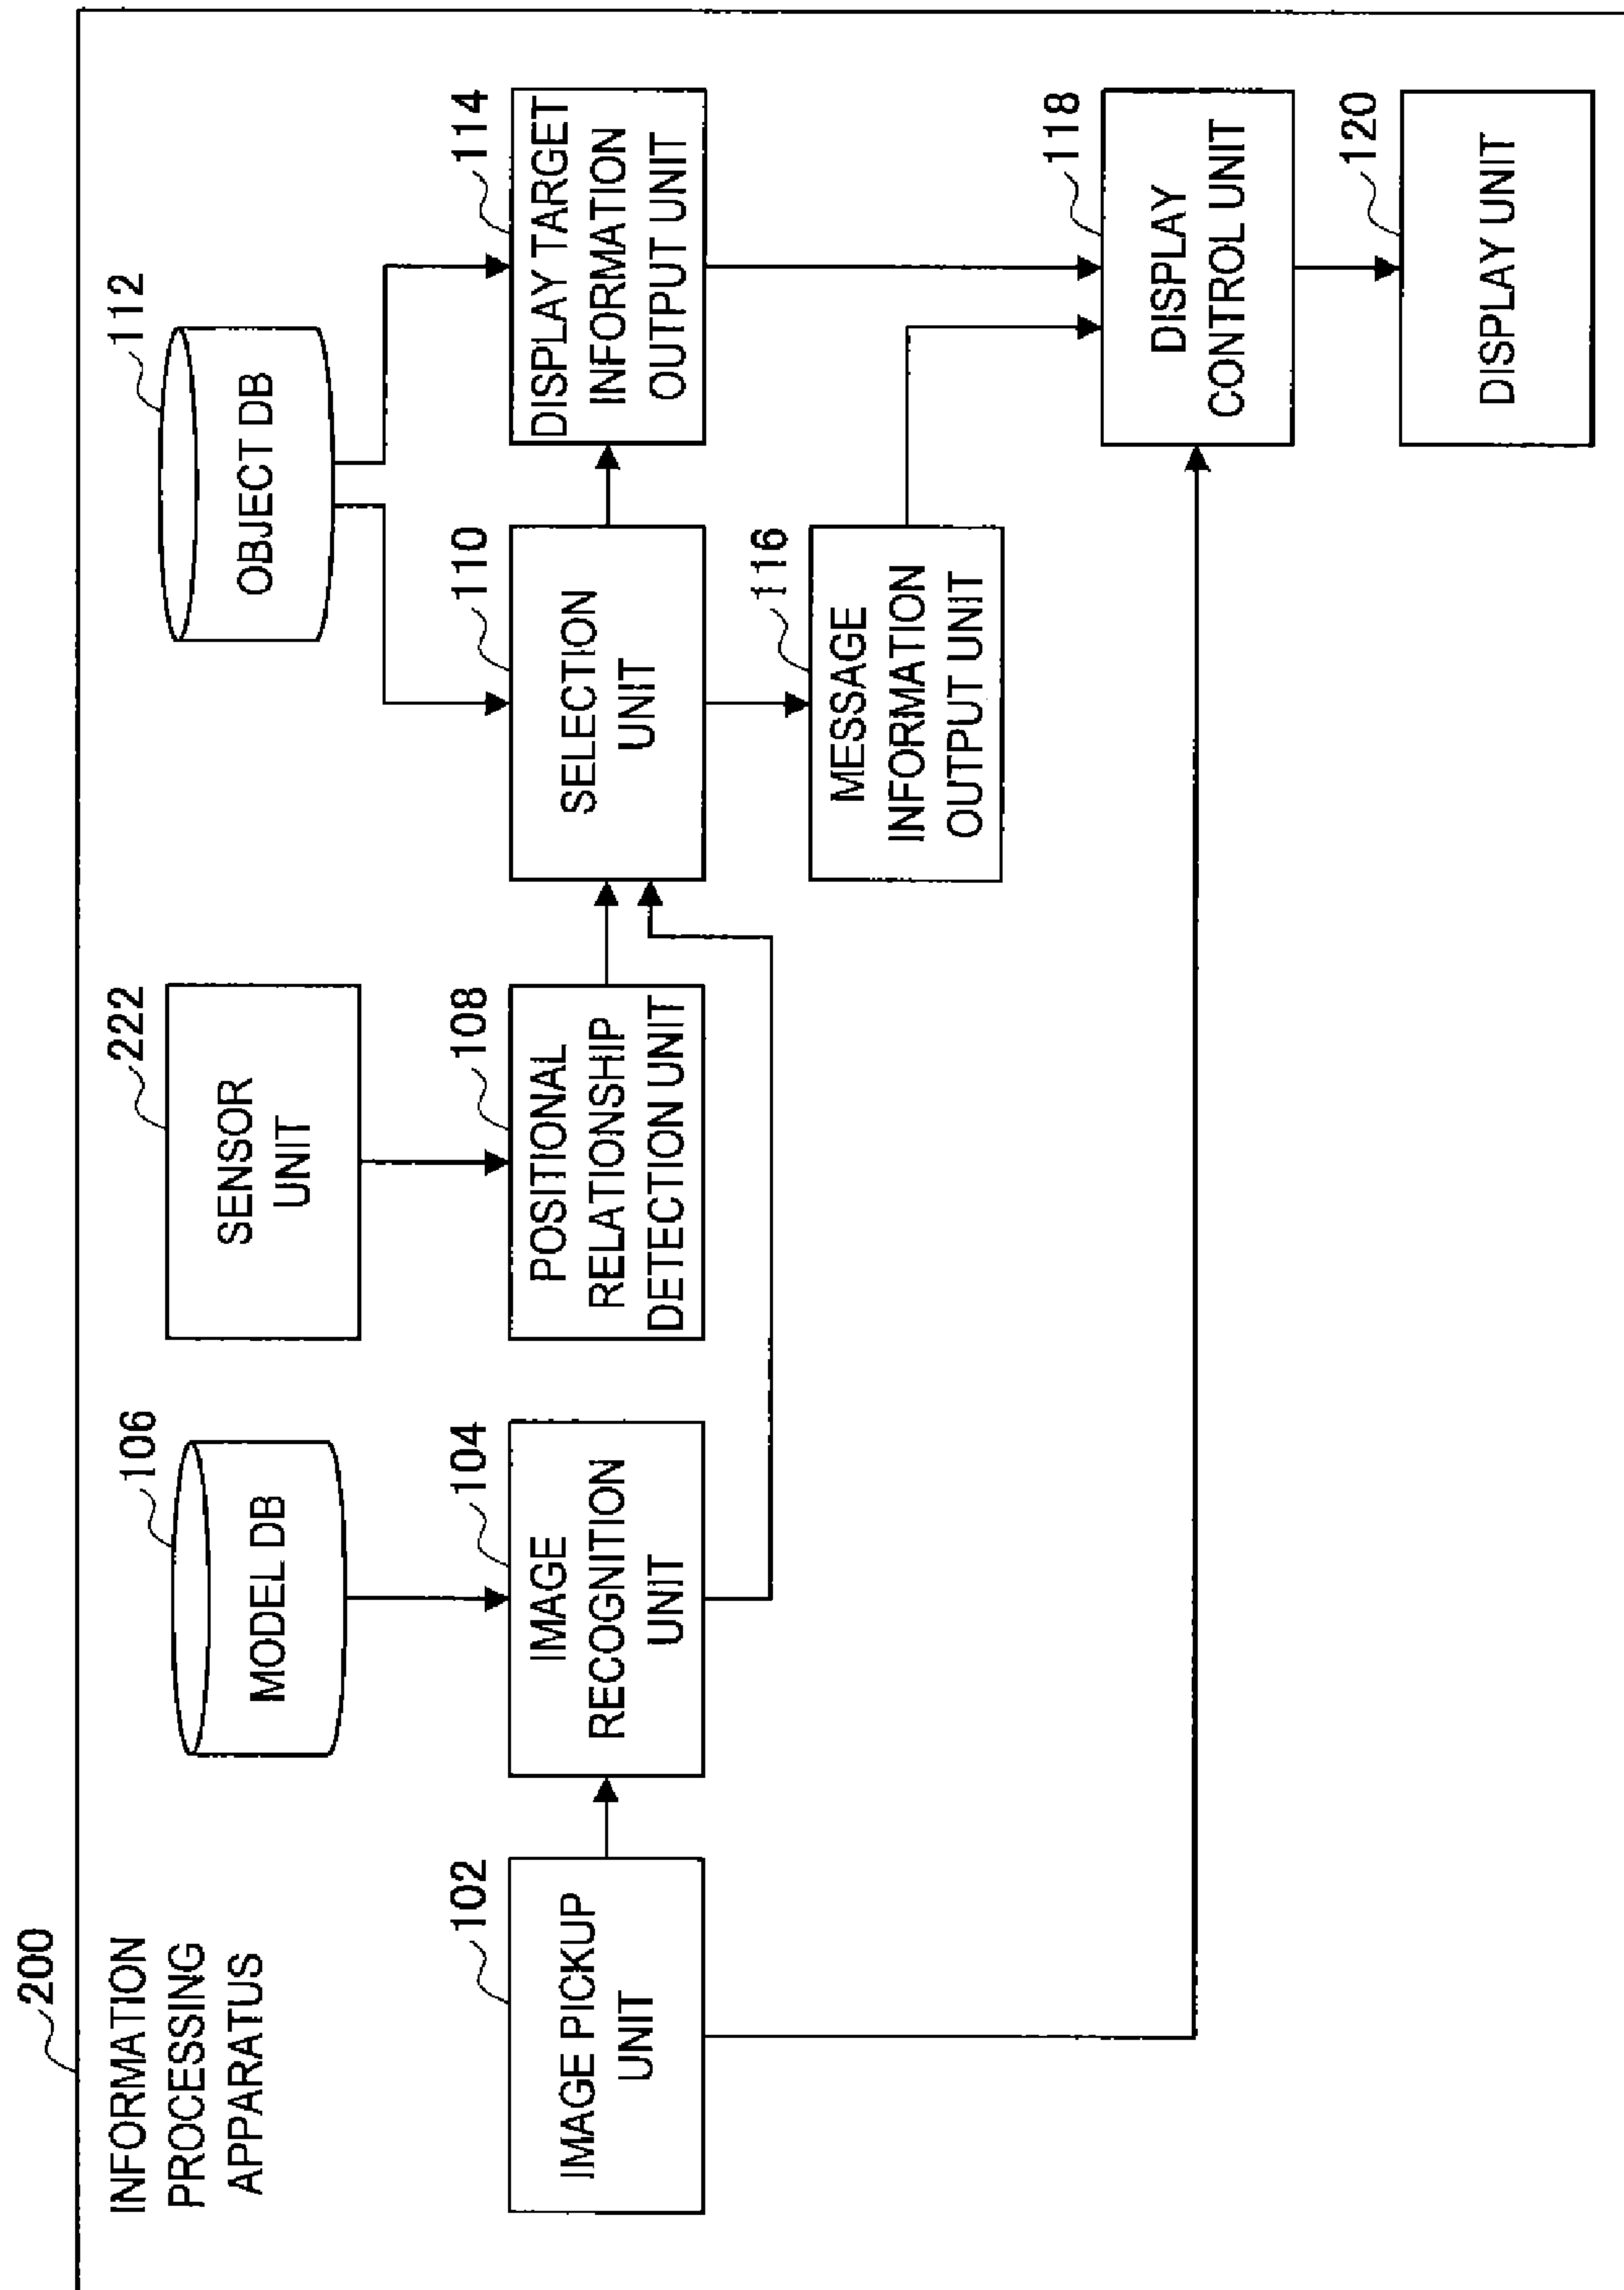 200
INFORMATION
PROCESSING
APPARATUS
106
MODEL DB
222
SENSOR
UNIT
112
OBJECT DB
102
IMAGE PICKUP
UNIT
104
IMAGE
RECOGNITION
UNIT
108
POSITIONAL
RELATIONSHIP
DETECTION UNIT
110
SELECTION
UNIT
114
DISPLAY TARGET
INFORMATION
OUTPUT UNIT
116
MESSAGE
INFORMATION
OUTPUT UNIT
118
DISPLAY
CONTROL UNIT
120
DISPLAY UNIT